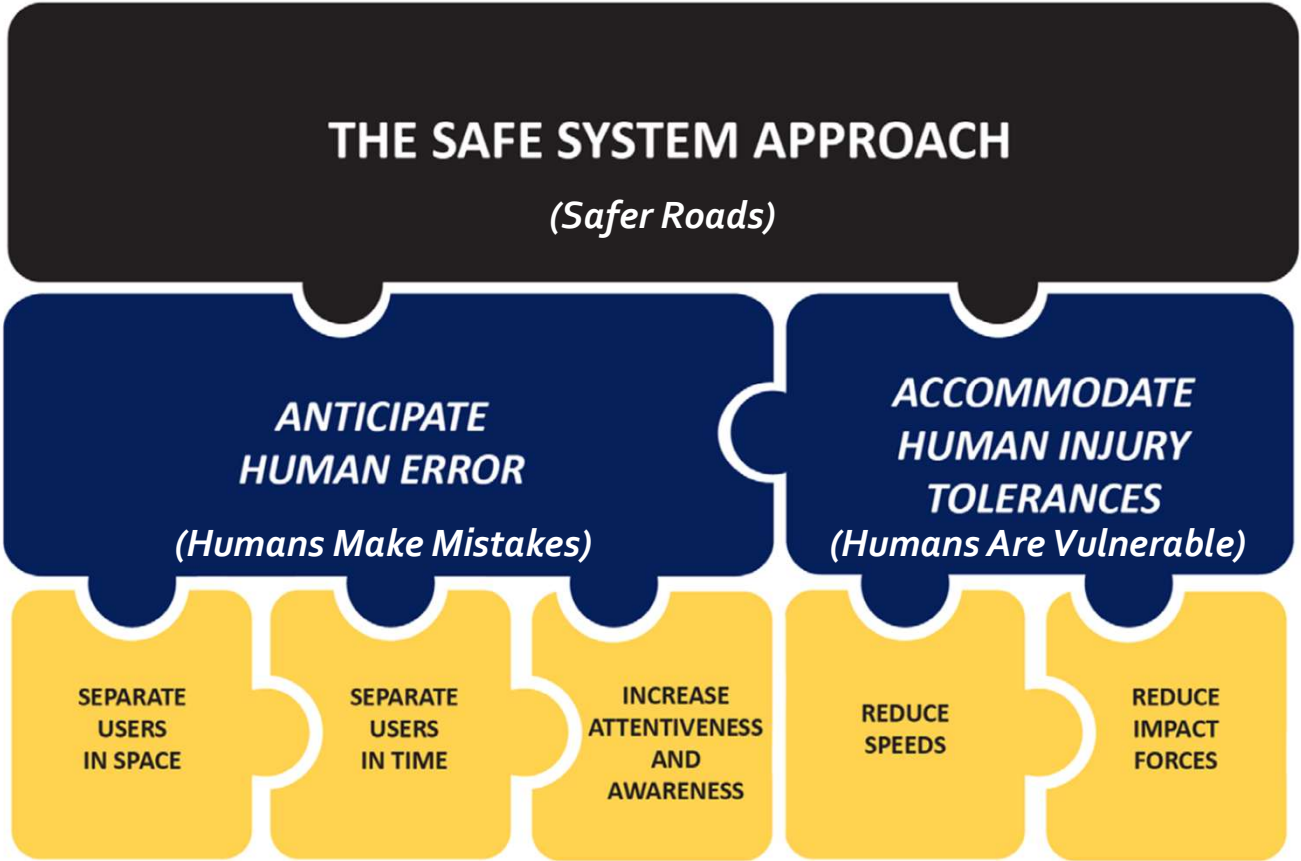 THE SAFE SYSTEM APPROACH
(Safer Roads)
ANTICIPATE
HUMAN ERROR
(Humans Make Mistakes)
ACCOMMODATE
HUMAN INJURY
TOLERANCES
(Humans Are Vulnerable)
SEPARATE
USERS
IN SPACE
SEPARATE
USERS
IN TIME
INCREASE
ATTENTIVENESS
AND
AWARENESS
REDUCE
SPEEDS
REDUCE
IMPACT
FORCES